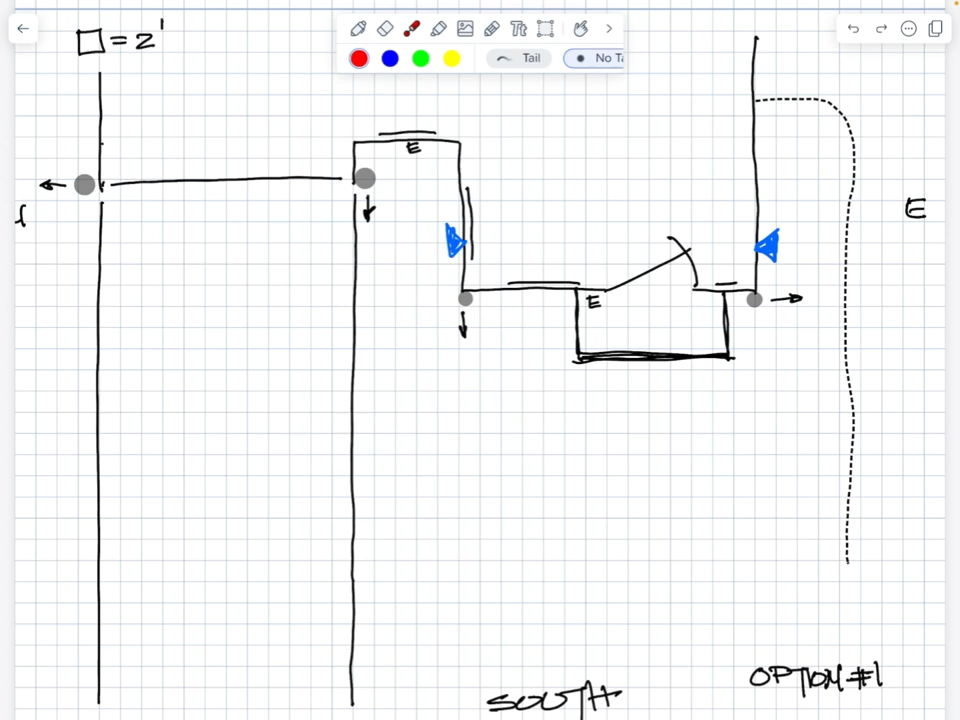 □ = 2'
Tail
No Ta
E
E
E
SOUTH
OPTION #1